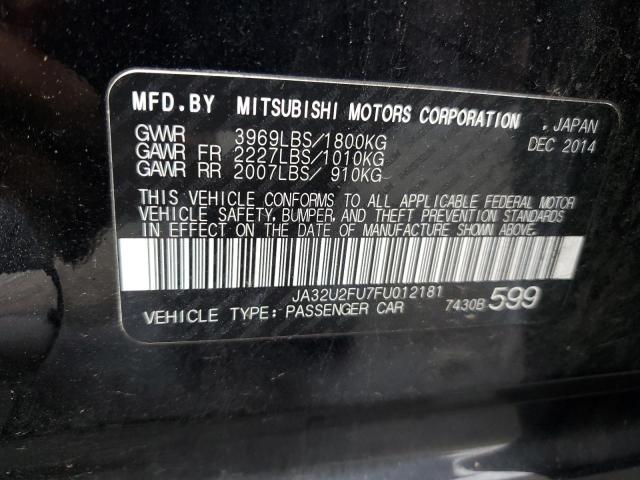 MFD.BY MITSUBISHI MOTORS CORPORATION , JAPAN
GVWR 3969LBS/1800KG DEC 2014
GAWR FR 2227LBS/1010KG
GAWR RR 2007LBS/ 910KG
THIS VEHICLE CONFORMS TO ALL APPLICABLE FEDERAL MOTOR
VEHICLE SAFETY, BUMPER, AND THEFT PREVENTION STANDARDS
IN EFFECT ON THE DATE OF MANUFACTURE SHOWN ABOVE.
JA32U2FU7FU012181
VEHICLE TYPE: PASSENGER CAR 7430B 599